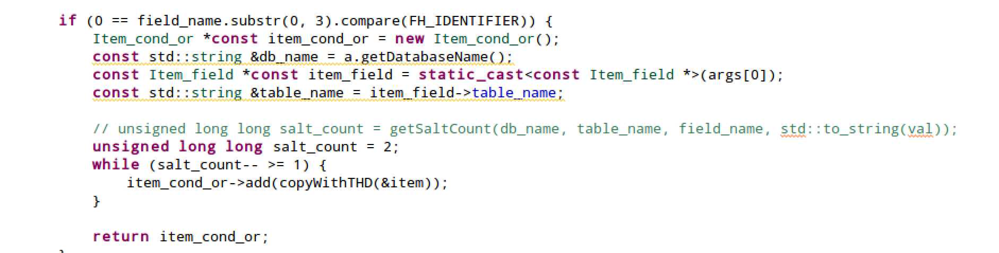 if (0 == field_name.substr(0, 3).compare(FH_IDENTIFIER)) {
    Item_cond_or *const item_cond_or = new Item_cond_or();
    const std::string &db_name = a.getDatabaseName();
    const Item_field *const item_field = static_cast<const Item_field *>(args[0]);
    const std::string &table_name = item_field->table_name;

    // unsigned long long salt_count = getSaltCount(db_name, table_name, field_name, std::to_string(val));
    unsigned long long salt_count = 2;
    while (salt_count-- >= 1) {
        item_cond_or->add(copyWithTHD(&item));
    }

    return item_cond_or;
}